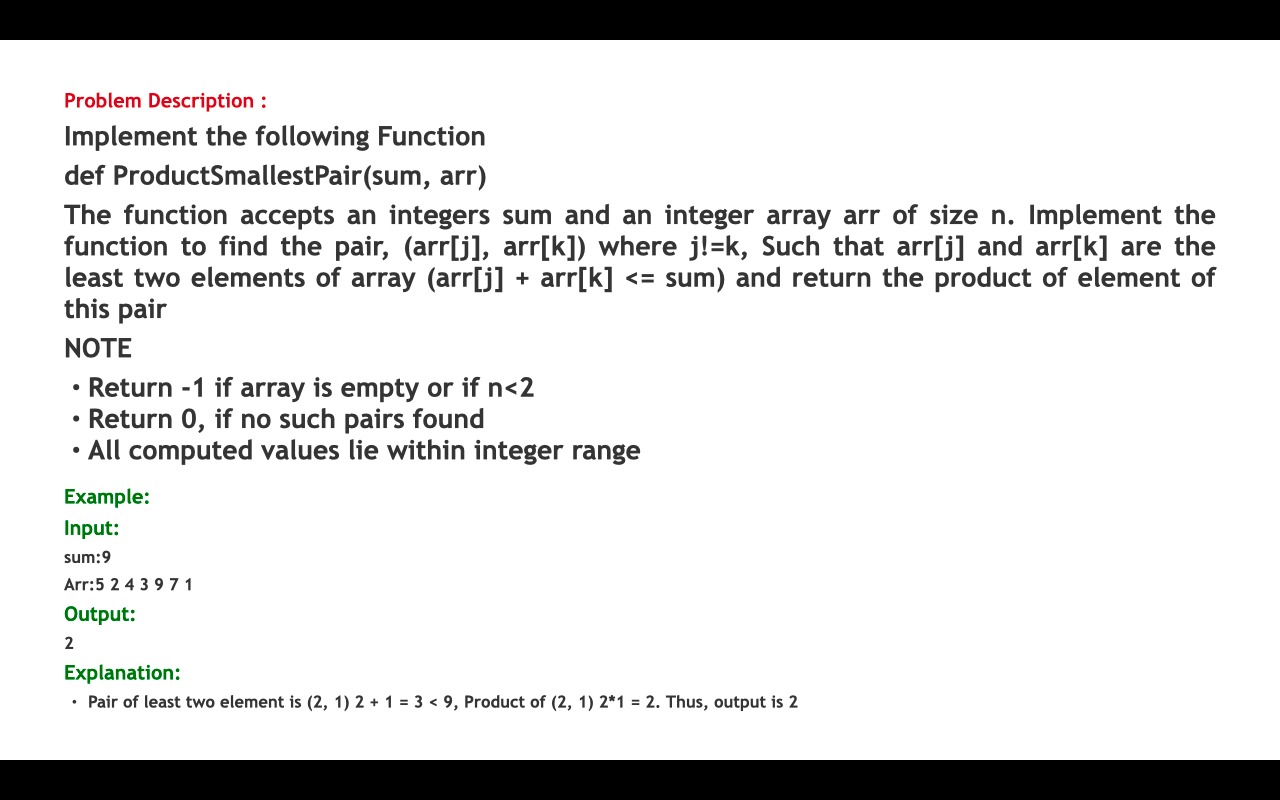 Problem Description :
Implement the following Function
def ProductSmallestPair(sum, arr)
The function accepts an integers sum and an integer array arr of size n. Implement the
function to find the pair, (arr[j], arr[k]) where j!=k, Such that arr[j] and arr[k] are the
least two elements of array (arr[j] + arr[k] <= sum) and return the product of element of
this pair
NOTE
• Return -1 if array is empty or if n<2
• Return 0, if no such pairs found
• All computed values lie within integer range
Example:
Input:
sum:9
Arr:5 2 4 3 9 7 1
Output:
2
Explanation:
• Pair of least two element is (2, 1) 2 + 1 = 3 < 9, Product of (2, 1) 2*1 = 2. Thus, output is 2